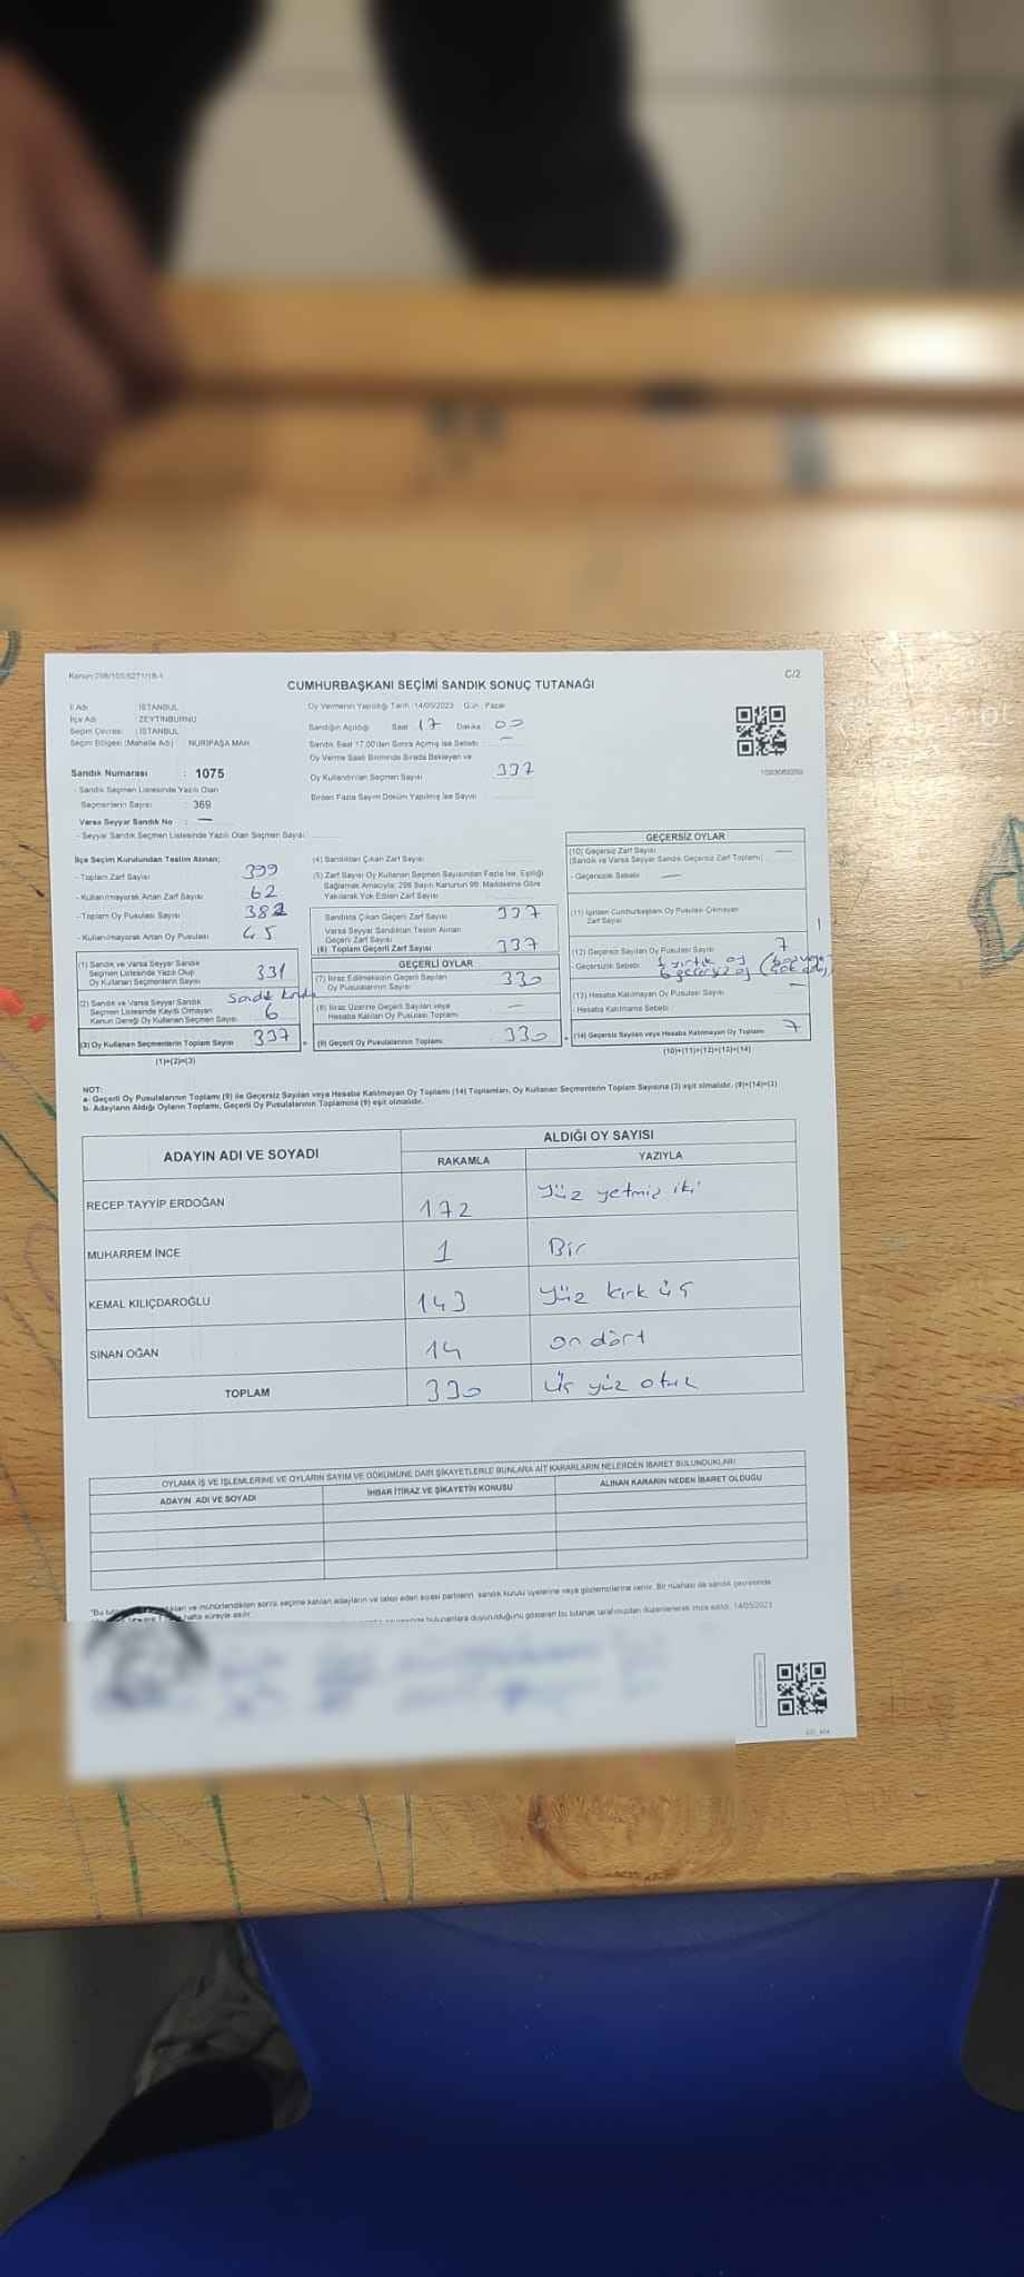 Kanun:298/105;6271/18-1
C/2
CUMHURBAŞKANI SEÇİMİ SANDIK SONUÇ TUTANAĞI
İl Adı : İSTANBUL
İlçe Adı : ZEYTİNBURNU
Seçim Çevresi : İSTANBUL
Seçim Bölgesi (Mahalle Adı) : NURİPAŞA MAH.
Sandık Numarası : 1075
- Sandık Seçmen Listesinde Yazılı Olan
Seçmenlerin Sayısı : 369
Varsa Seyyar Sandık No : —
- Seyyar Sandık Seçmen Listesinde Yazılı Olan Seçmen Sayısı
Oy Vermenin Yapıldığı Tarih :14/05/2023 Gün : Pazar
Sandığın Açıldığı Saat 17 Dakika : 00
Sandık Saat 17.00'den Sonra Açılmış İse Sebebi : —
Oy Verme Saati Bitiminde Sırada Bekleyen ve
Oy Kullandırılan Seçmen Sayısı 337
Birden Fazla Sayım Döküm Yapılmış İse Sayısı
İlçe Seçim Kurulundan Teslim Alınan;
- Toplam Zarf Sayısı 399
- Kullanılmayarak Artan Zarf Sayısı 62
- Toplam Oy Pusulası Sayısı 382
- Kullanılmayarak Artan Oy Pusulası 45
(1) Sandık ve Varsa Seyyar Sandık
Seçmen Listesinde Yazılı Olup
Oy Kullanan Seçmenlerin Sayısı 331
(2) Sandık ve Varsa Seyyar Sandık
Seçmen Listesinde Kayıtlı Olmayan
Kanun Gereği Oy Kullanan Seçmen Sayısı 6
(3) Oy Kullanan Seçmenlerin Toplam Sayısı 337
(1)+(2)=(3)
(4) Sandıktan Çıkan Zarf Sayısı
(5) Zarf Sayısı Oy Kullanan Seçmen Sayısından Fazla İse, Eşitliği
Sağlamak Amacıyla; 298 Sayılı Kanunun 98. Maddesine Göre
Yakılarak Yok Edilen Zarf Sayısı
Sandıkta Çıkan Geçerli Zarf Sayısı 337
Varsa Seyyar Sandıktan Teslim Alınan
Geçerli Zarf Sayısı
(6) Toplam Geçerli Zarf Sayısı 337
GEÇERLİ OYLAR
(7) İtiraz Edilmeksizin Geçerli Sayılan
Oy Pusulalarının Sayısı 330
(8) İtiraz Üzerine Geçerli Sayılan veya
Hesaba Katılan Oy Pusulası Toplamı —
(9) Geçerli Oy Pusulalarının Toplamı 330
GEÇERSİZ OYLAR
(10) Geçersiz Zarf Sayısı —
(Sandık ve Varsa Seyyar Sandık Geçersiz Zarf Toplamı)
- Geçersizlik Sebebi —
(11) İçinden Cumhurbaşkanı Oy Pusulası Çıkmayan
Zarf Sayısı
(12) Geçersiz Sayılan Oy Pusulası Sayısı 7
- Geçersizlik Sebebi 1 yırtık oy
6 geçersiz oy
(13) Hesaba Katılmayan Oy Pusulası Sayısı —
- Hesaba Katılmama Sebebi
(14) Geçersiz Sayılan veya Hesaba Katılmayan Oy Toplamı 7
(10)+(11)+(12)+(13)=(14)
NOT:
a- Geçerli Oy Pusulalarının Toplamı (9) ile Geçersiz Sayılan veya Hesaba Katılmayan Oy Toplamı (14) Toplamları, Oy Kullanan Seçmenlerin Toplam Sayısına (3) eşit olmalıdır. (9)+(14)=(3)
b- Adayların Aldığı Oyların Toplamı, Geçerli Oy Pusulalarının Toplamına (9) eşit olmalıdır.
ADAYIN ADI VE SOYADI
ALDIĞI OY SAYISI
RAKAMLA YAZIYLA
RECEP TAYYİP ERDOĞAN 172 Yüz yetmiş iki
MUHARREM İNCE 1 Bir
KEMAL KILIÇDAROĞLU 143 Yüz kırk üç
SİNAN OĞAN 14 on dört
TOPLAM 330 Üç yüz otuz
OYLAMA İŞ VE İŞLEMLERİNE VE OYLARIN SAYIM VE DÖKÜMÜNE DAİR ŞİKAYETLERLE BUNLARA AİT KARARLARIN NELERDEN İBARET BULUNDUKLARI
ADAYIN ADI VE SOYADI İHBAR İTİRAZ VE ŞİKAYETİN KONUSU ALINAN KARARIN NEDEN İBARET OLDUĞU
ve mühürlendikten sonra seçime katılan adayların ve talep eden siyasi partilerin sandık kurulu üyelerine veya gözlemcilerine verilir. Bir nüshası da sandık çevresinde
hafta süreyle asılır.
bulunanlara duyurulduğunu gösteren bu tutanak tarafımızdan düzenlenerek imza edildi. 14/05/2023